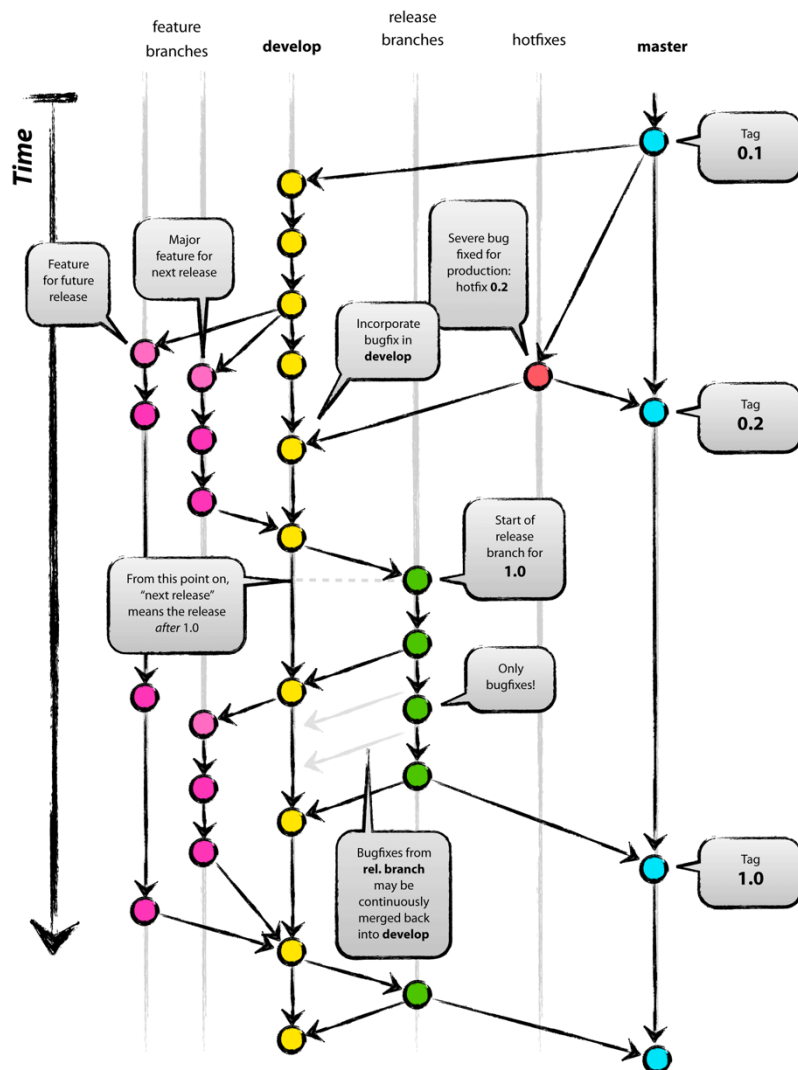 feature
branches
develop
release
branches
hotfixes
master
Time
Tag
0.1
Major
feature for
next release
Feature
for future
release
Severe bug
fixed for
production:
hotfix 0.2
Incorporate
bugfix in
develop
Tag
0.2
Start of
release
branch for
1.0
From this point on,
“next release”
means the release
after 1.0
Only
bugfixes!
Bugfixes from
rel. branch
may be
continuously
merged back
into develop
Tag
1.0